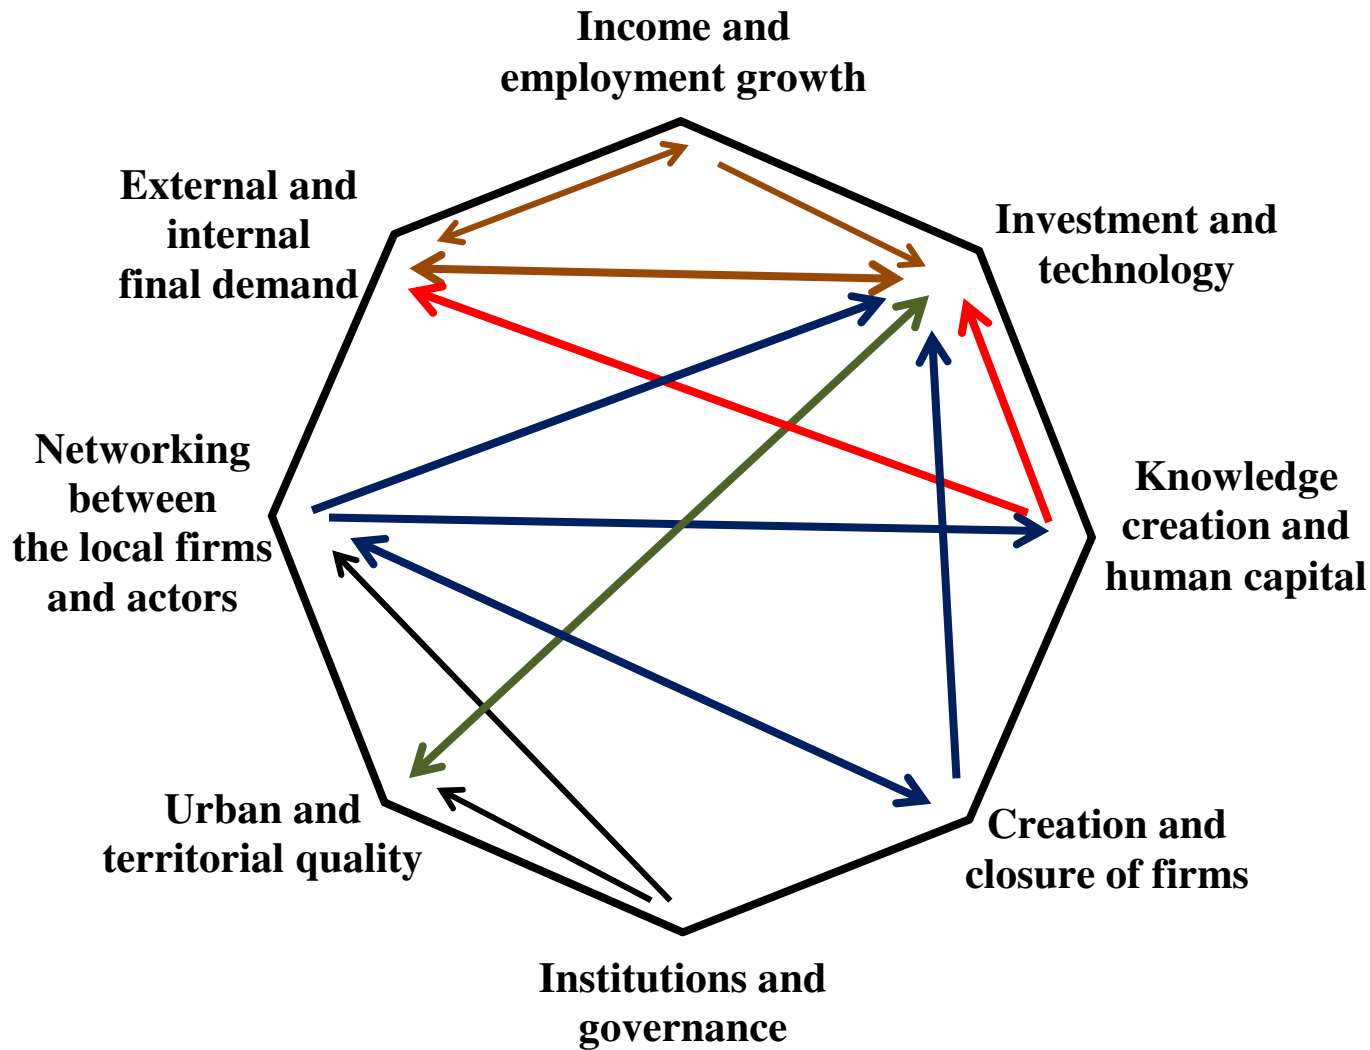 Income and
employment growth
External and
internal
final demand
Investment and
technology
Networking
between
the local firms
and actors
Knowledge
creation and
human capital
Urban and
territorial quality
Creation and
closure of firms
Institutions and
governance